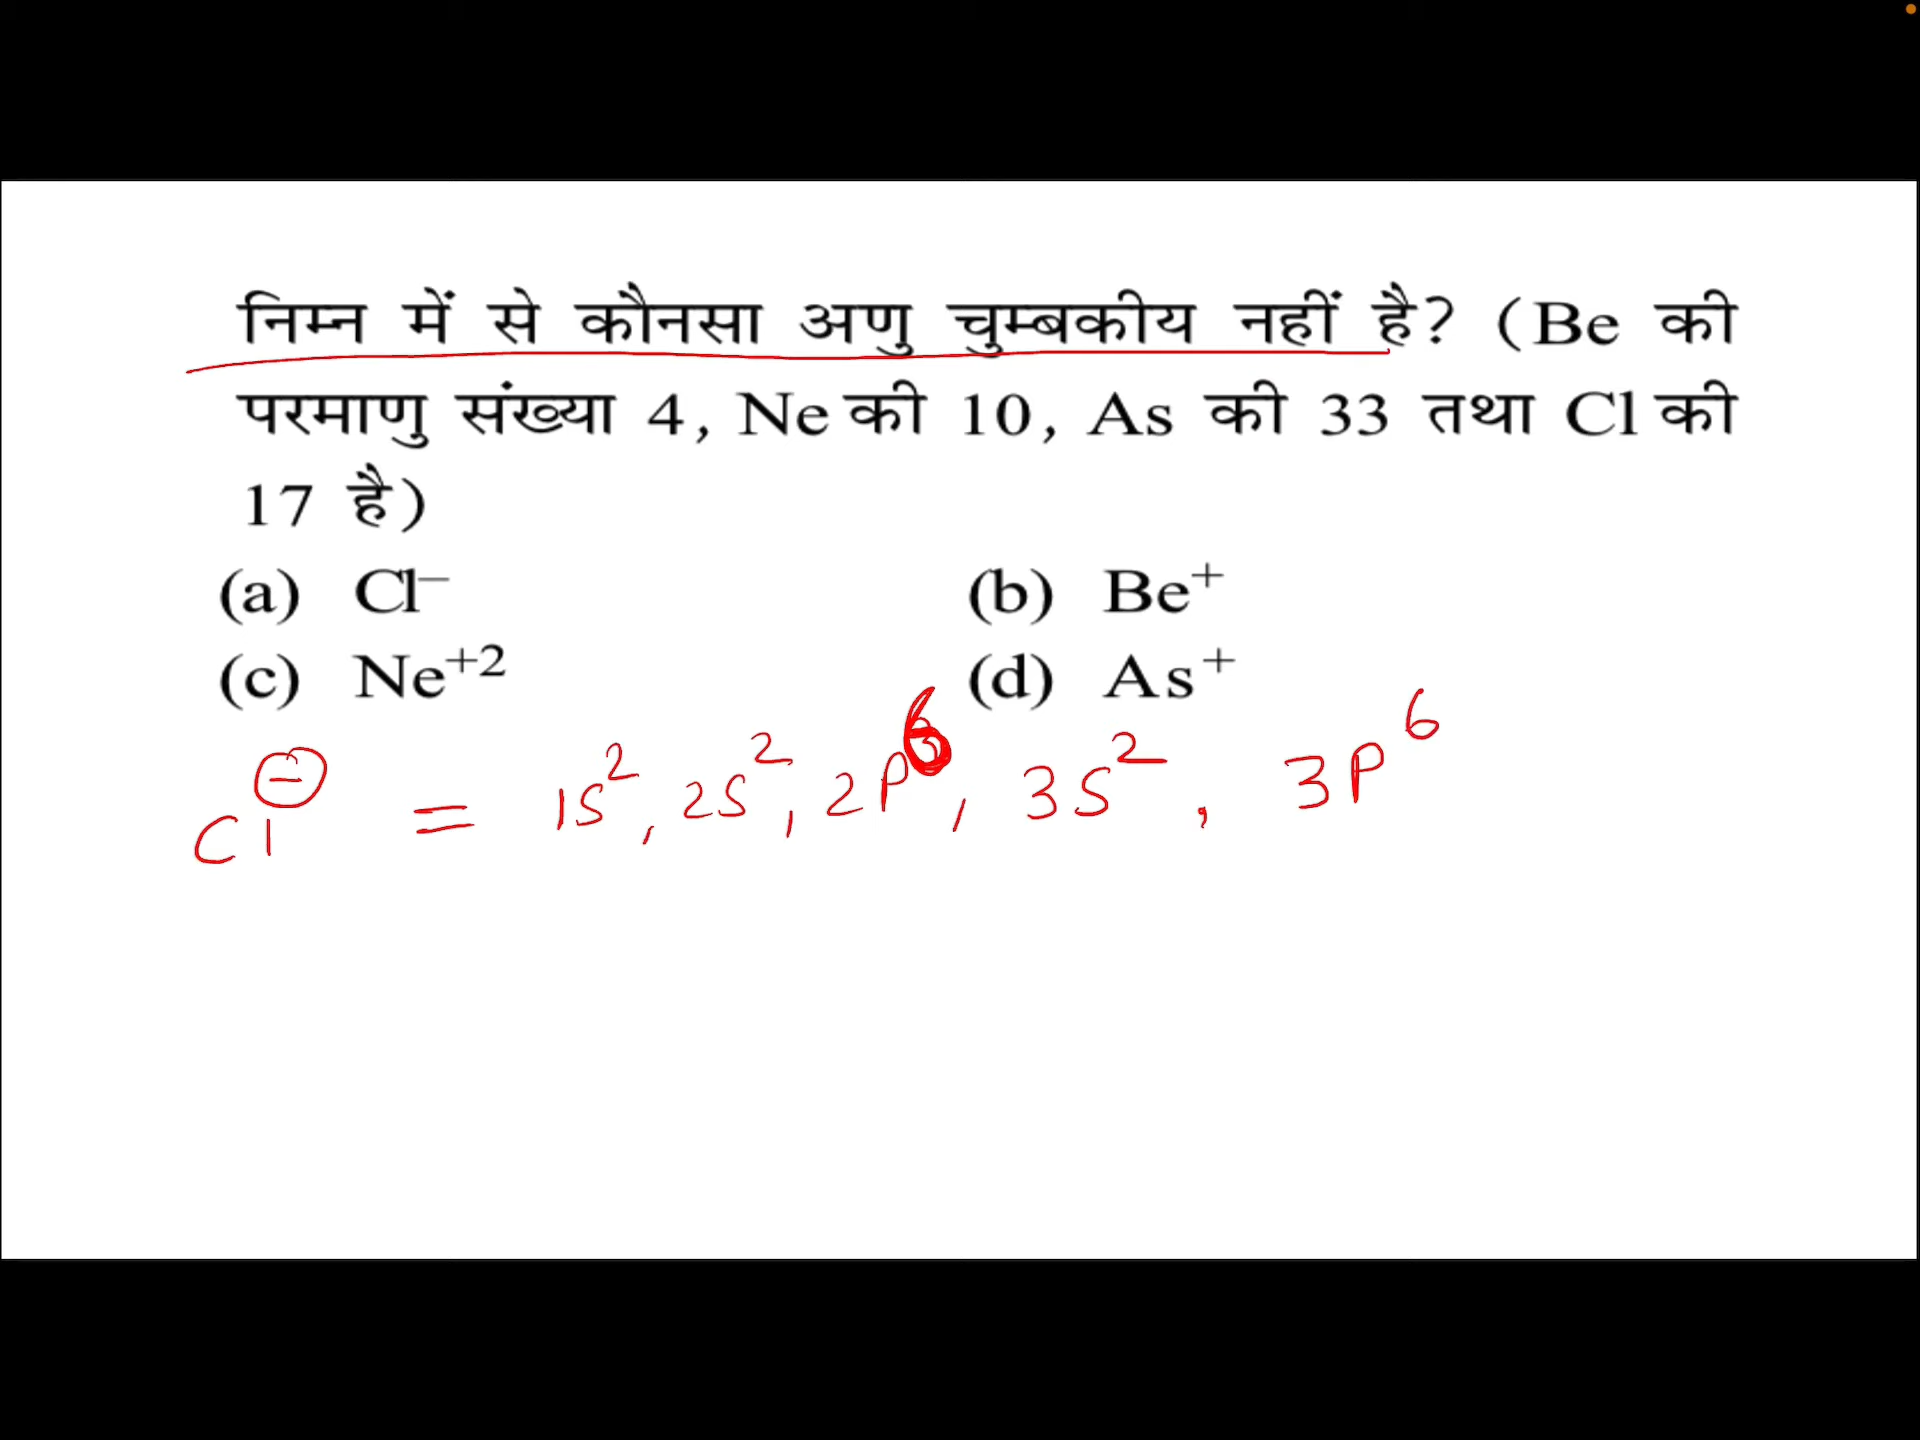 निम्न में से कौनसा अणु चुम्बकीय नहीं है? (Be की
परमाणु संख्या 4, Ne की 10, As की 33 तथा Cl की
17 है)
(a) Cl⁻ (b) Be⁺
(c) Ne⁺² (d) As⁺
Cl⁻ = 1s², 2s², 2p⁶, 3s², 3p⁶